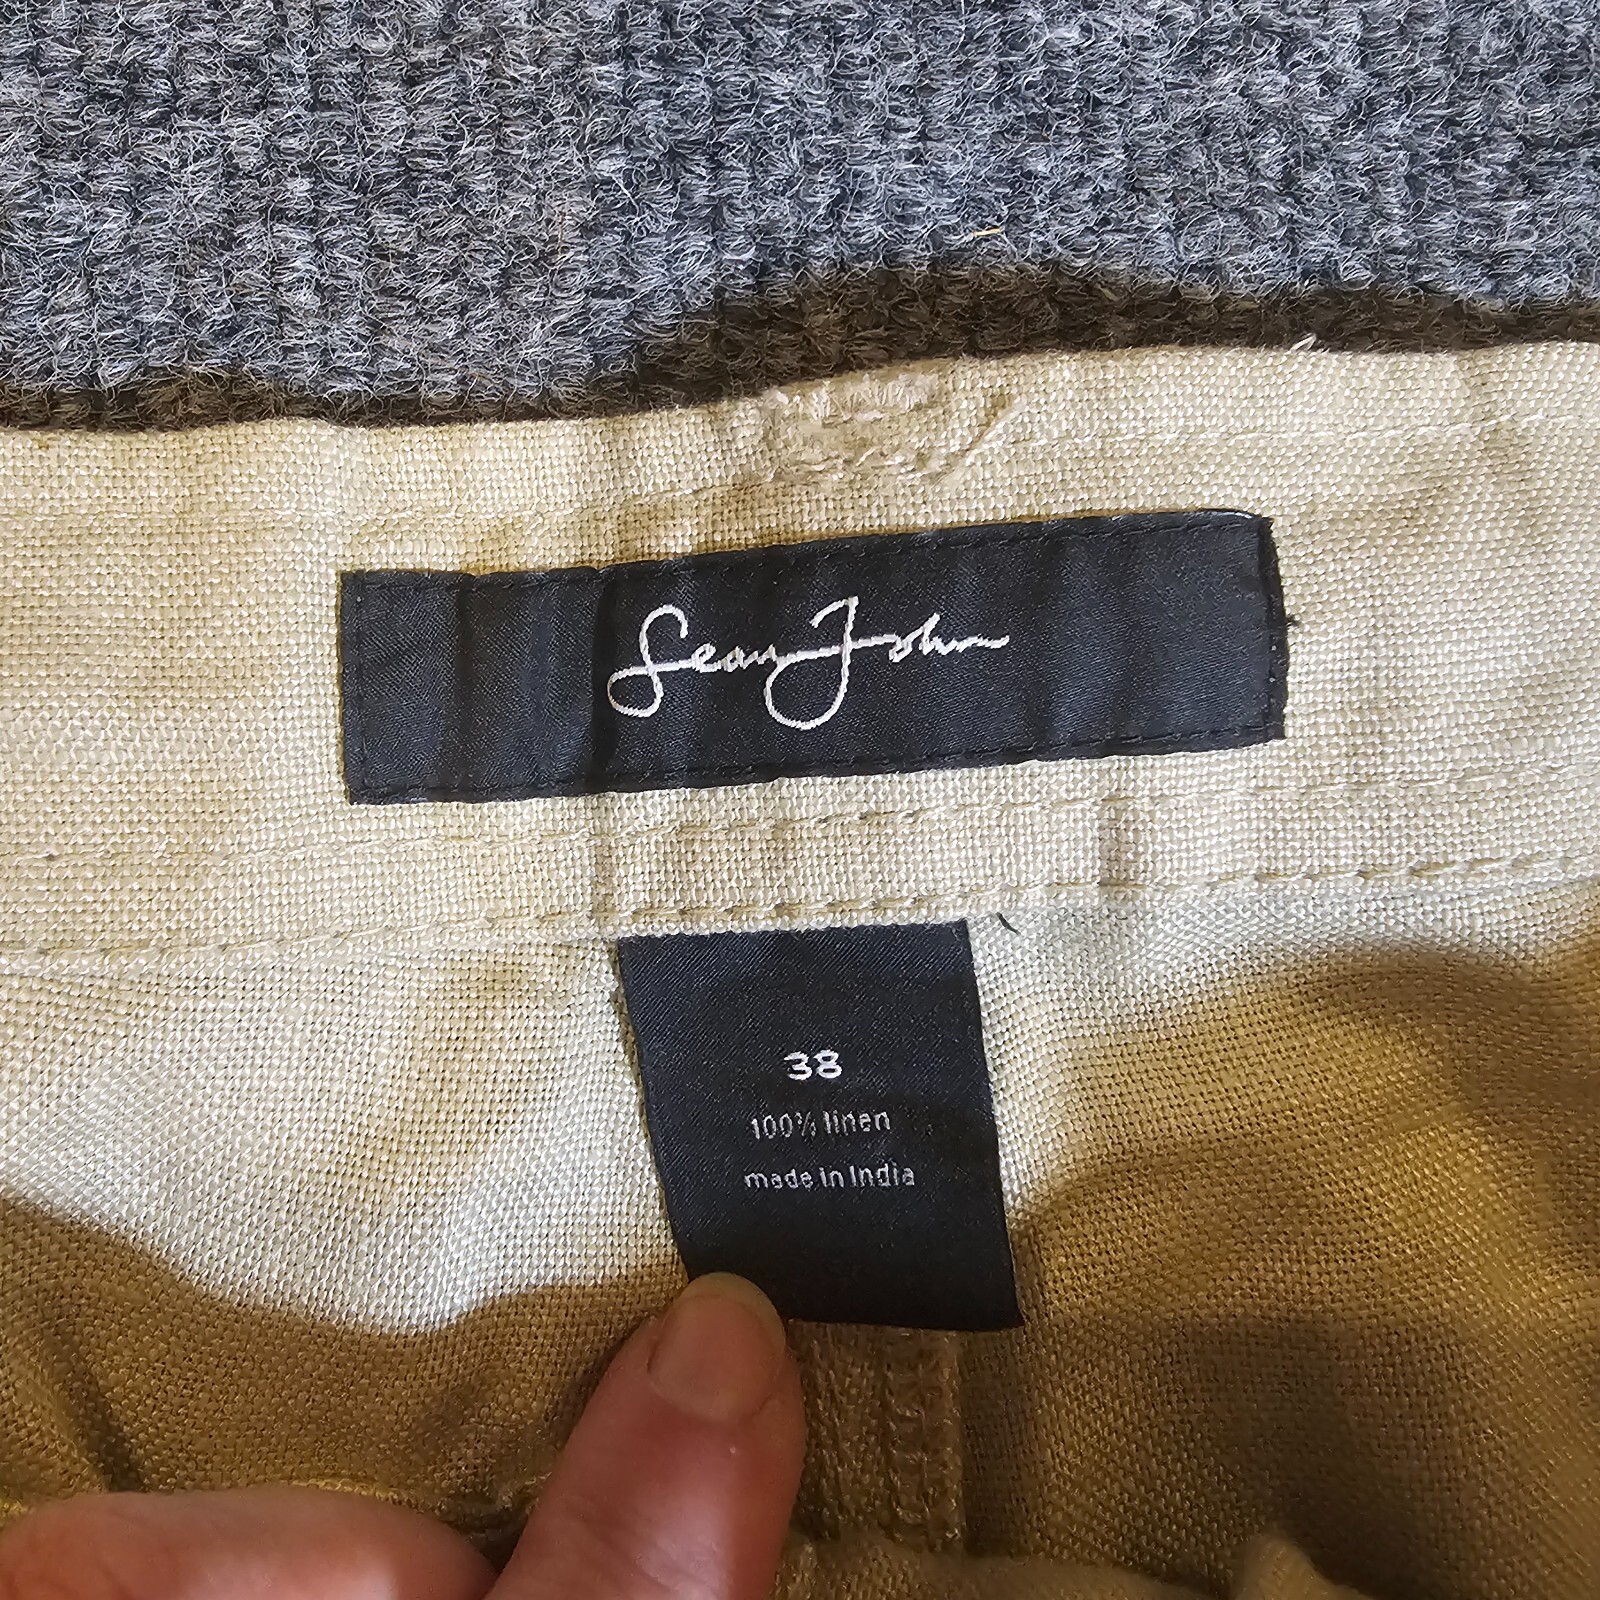 Sean John
38
100% linen
made in India